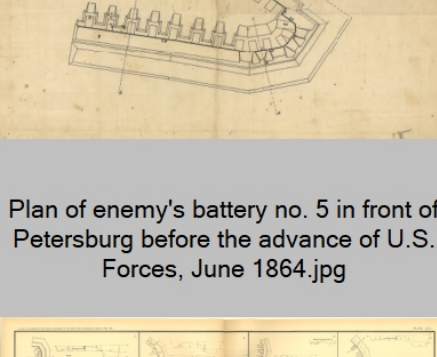 Plan of enemy's battery no. 5 in front of
Petersburg before the advance of U.S.
Forces, June 1864.jpg